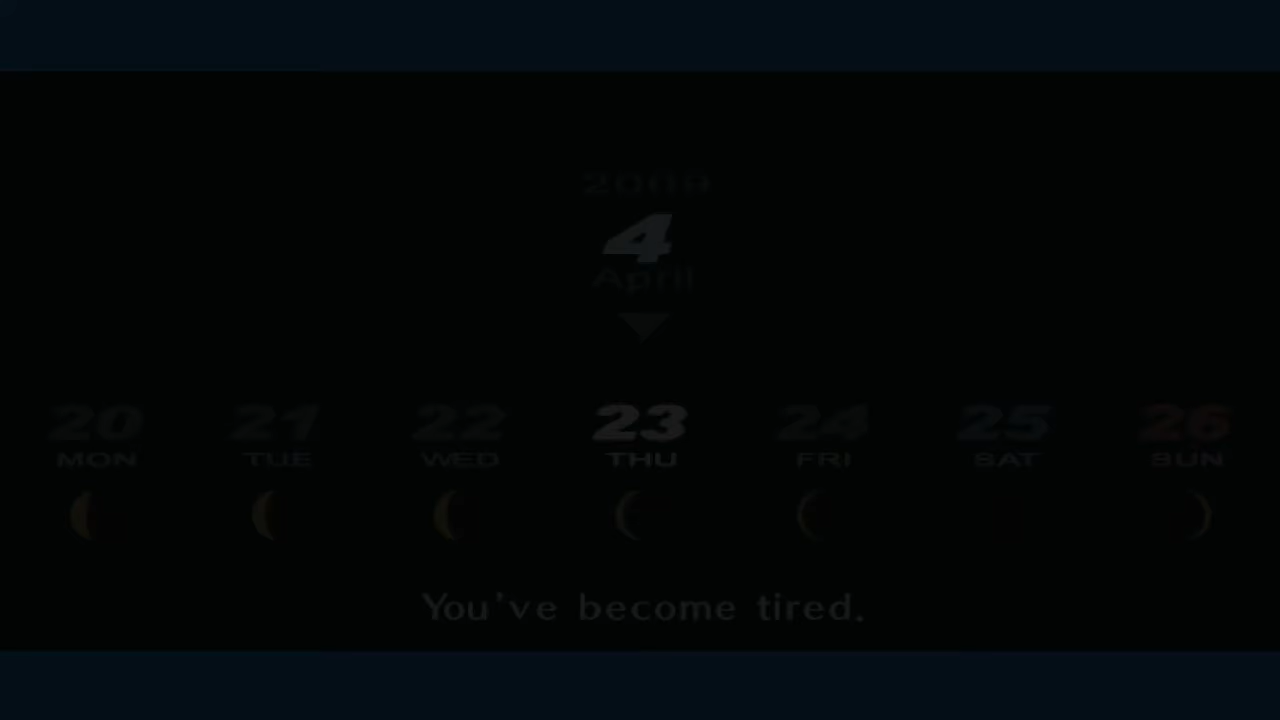 2009
4
April
20 21 22 23 24 25 26
MON TUE WED THU FRI SAT SUN
You've become tired.